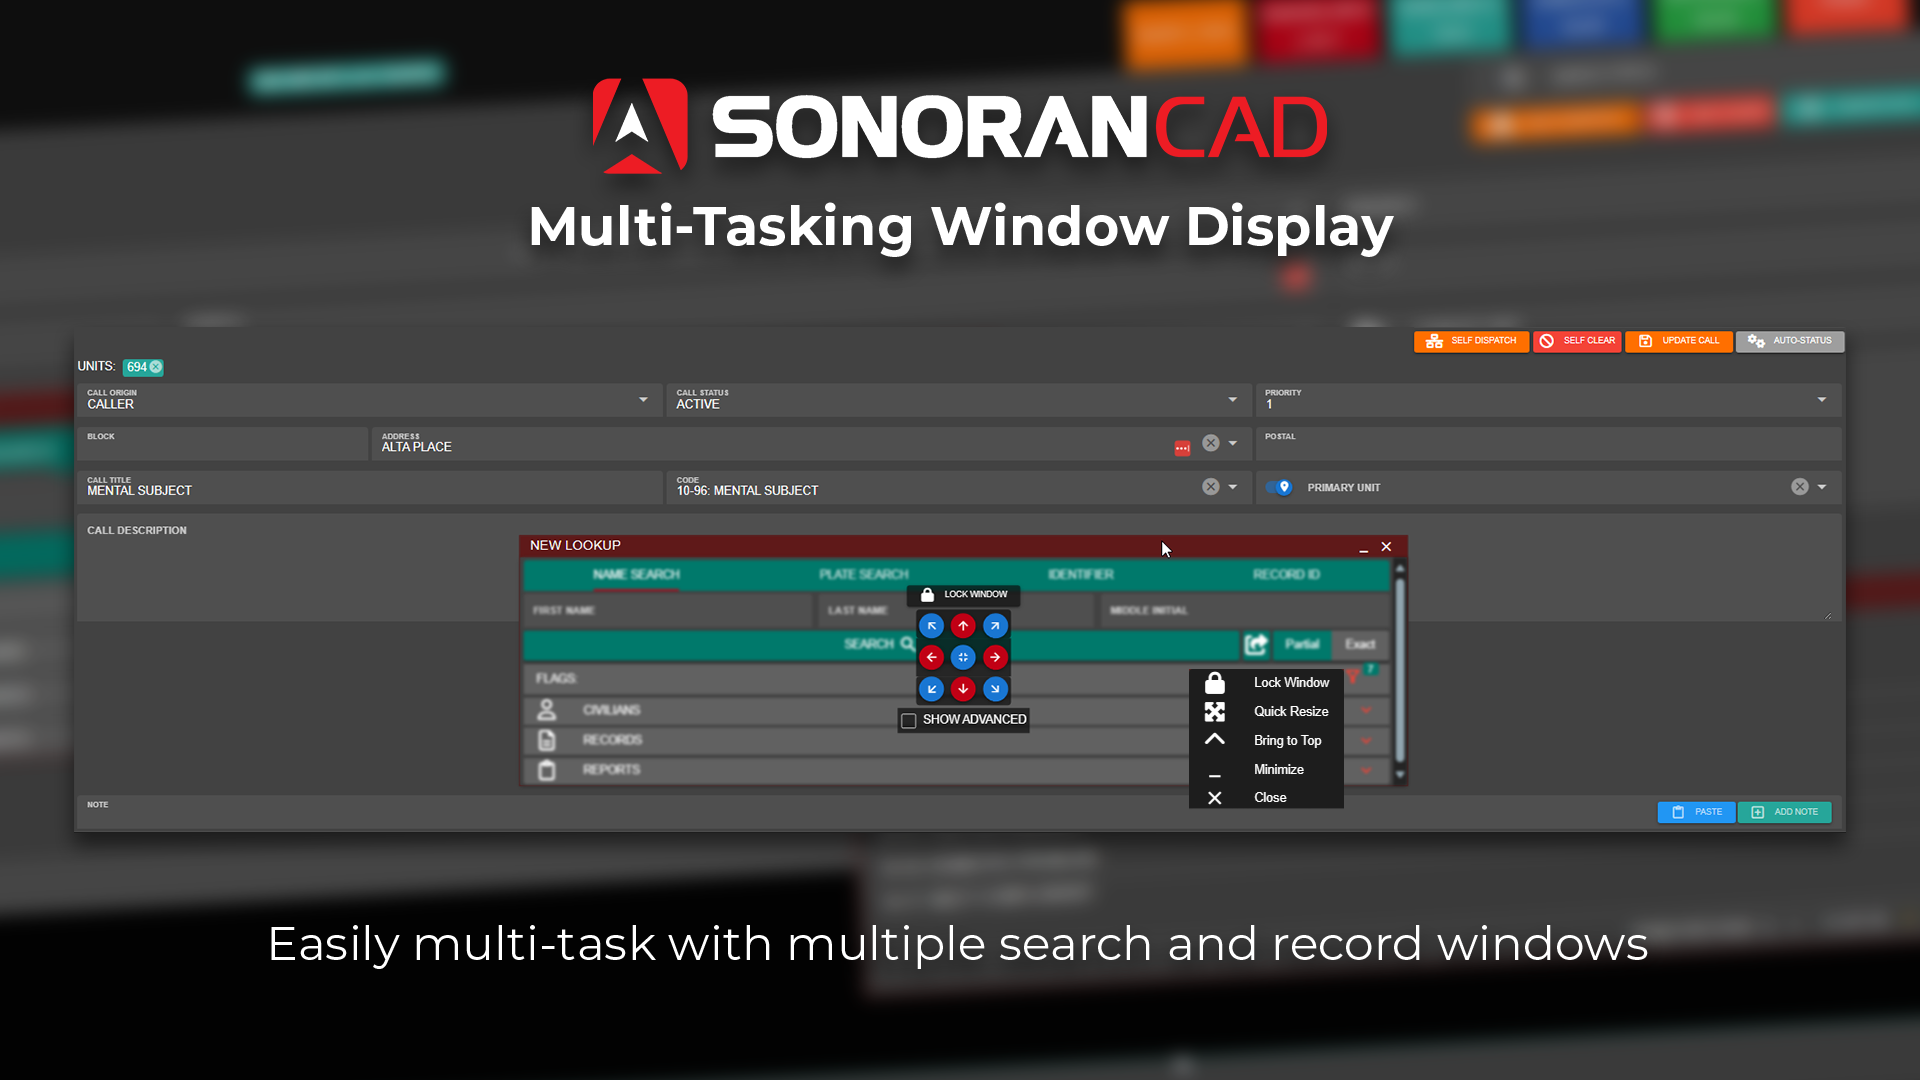 SONORANCAD
Multi-Tasking Window Display
SELF DISPATCH SELF CLEAR UPDATE CALL AUTO-STATUS
UNITS: 694
CALL ORIGIN
CALLER
CALL STATUS
ACTIVE
PRIORITY
1
BLOCK
ADDRESS
ALTA PLACE
POSTAL
CALL TITLE
MENTAL SUBJECT
CODE
10-96: MENTAL SUBJECT
PRIMARY UNIT
CALL DESCRIPTION
NEW LOOKUP
NAME SEARCH PLATE SEARCH IDENTIFIER RECORD ID
LOCK WINDOW
FIRST NAME LAST NAME MIDDLE INITIAL
SEARCH Partial Exact
FLAGS: 7
CIVILIANS
SHOW ADVANCED
RECORDS
REPORTS
Lock Window
Quick Resize
Bring to Top
Minimize
Close
NOTE
PASTE ADD NOTE
Easily multi-task with multiple search and record windows